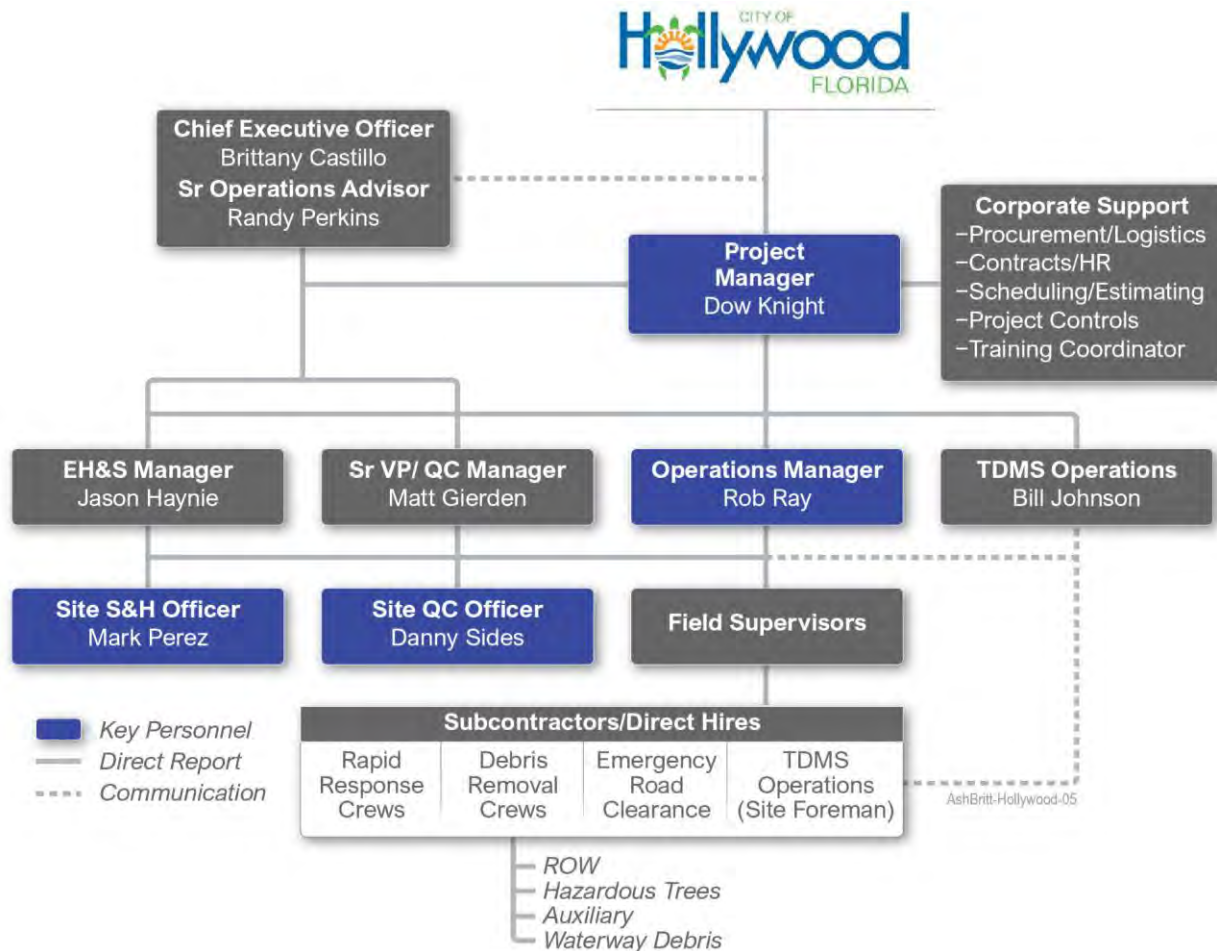 CITY OF
Hollywood
FLORIDA
Chief Executive Officer
Brittany Castillo
Sr Operations Advisor
Randy Perkins
Project
Manager
Dow Knight
Corporate Support
–Procurement/Logistics
–Contracts/HR
–Scheduling/Estimating
–Project Controls
–Training Coordinator
EH&S Manager
Jason Haynie
Sr VP/ QC Manager
Matt Gierden
Operations Manager
Rob Ray
TDMS Operations
Bill Johnson
Site S&H Officer
Mark Perez
Site QC Officer
Danny Sides
Field Supervisors
Key Personnel
Direct Report
Communication
Subcontractors/Direct Hires
Rapid
Response
Crews
Debris
Removal
Crews
Emergency
Road
Clearance
TDMS
Operations
(Site Foreman)
AshBritt-Hollywood-05
ROW
Hazardous Trees
Auxiliary
Waterway Debris